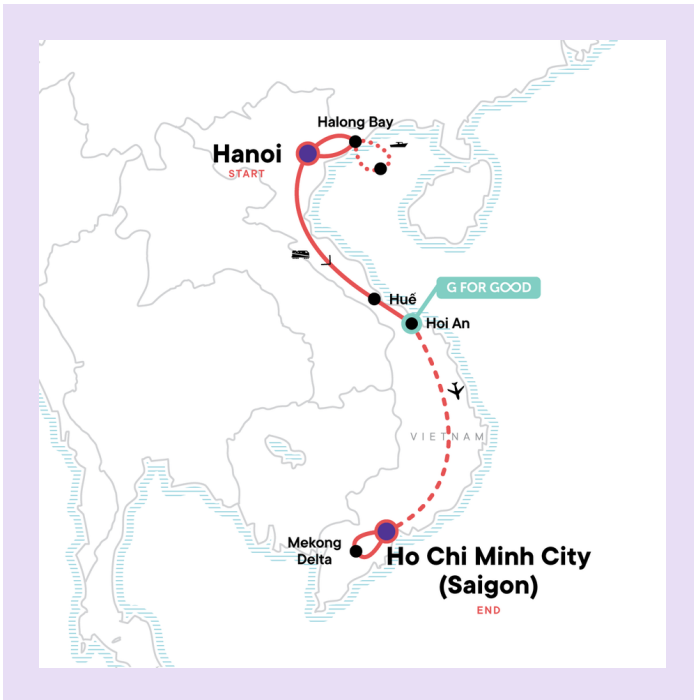 Halong Bay
Hanoi
START
G FOR GOOD
Huế
Hoi An
VIETNAM
Mekong
Delta
Ho Chi Minh City
(Saigon)
END